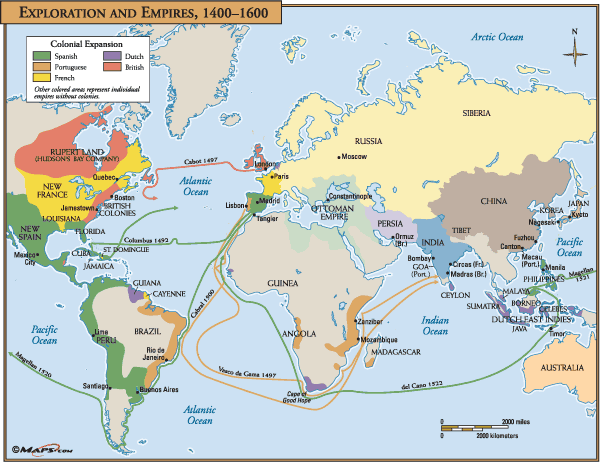 EXPLORATION AND EMPIRES, 1400–1600
Colonial Expansion
Spanish
Portuguese
French
Dutch
British
Other colored areas represent individual
empires without colonies.
Arctic Ocean
N
SIBERIA
RUSSIA
Moscow
RUPERT LAND
(HUDSON'S BAY COMPANY)
Cabot 1497
London
Paris
Quebec
NEW
FRANCE
Boston
Jamestown
BRITISH
COLONIES
LOUISIANA
FLORIDA
Atlantic
Ocean
Lisbon
Madrid
Tangier
Constantinople
OTTOMAN
EMPIRE
PERSIA
Ormuz
(Br.)
CHINA
TIBET
KOREA
JAPAN
Kyoto
Nagasaki
Fuzhou
Canton
Macau
(Port.)
Pacific
Ocean
NEW
SPAIN
Mexico
City
CUBA
ST. DOMINGUE
JAMAICA
Columbus 1492
INDIA
Bombay
GOA
(Port.)
Circas (Fr.)
Madras (Br.)
CEYLON
Manila
PHILIPPINES
Magellan
1521
MALAYA
SUMATRA
BORNEO
CELEBES
DUTCH EAST INDIES
JAVA
Timor
GUIANA
CAYENNE
GUINEA
Cabral 1500
Pacific
Ocean
Lima
PERU
BRAZIL
Rio de
Janeiro
ANGOLA
Zanzibar
Mozambique
MADAGASCAR
Indian
Ocean
Magellan 1520
Santiago
Buenos Aires
Vasco de Gama 1497
Cape of
Good Hope
del Cano 1522
AUSTRALIA
Atlantic
Ocean
0 2000 miles
0 2000 kilometers
©MAPS.com